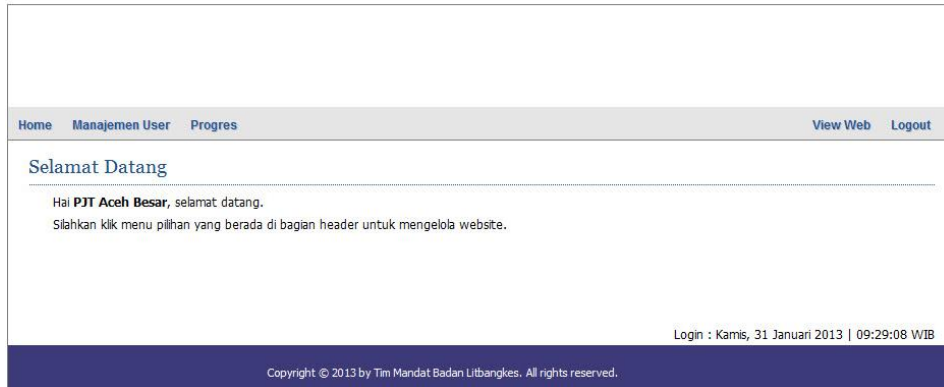 Home Manajemen User Progres View Web Logout
Selamat Datang
Hai PJT Aceh Besar, selamat datang.
Silahkan klik menu pilihan yang berada di bagian header untuk mengelola website.
Login : Kamis, 31 Januari 2013 | 09:29:08 WIB
Copyright © 2013 by Tim Mandat Badan Litbangkes. All rights reserved.